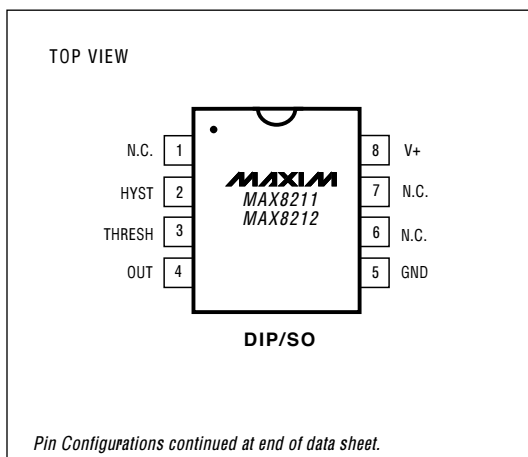 TOP VIEW
N.C. 1
HYST 2
THRESH 3
OUT 4
MAXIM
MAX8211
MAX8212
8 V+
7 N.C.
6 N.C.
5 GND
DIP/SO
Pin Configurations continued at end of data sheet.